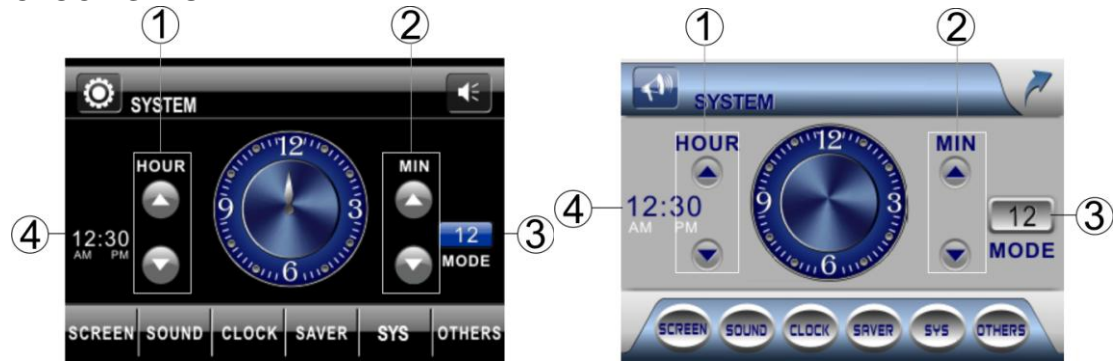 ① ② ① ②
SYSTEM SYSTEM
HOUR MIN HOUR MIN
12 12
9 3 9 3
④ 12:30 12 ③ ④ 12:30 12 ③
AM PM MODE AM PM MODE
6 6
SCREEN SOUND CLOCK SAVER SYS OTHERS SCREEN SOUND CLOCK SAVER SYS OTHERS